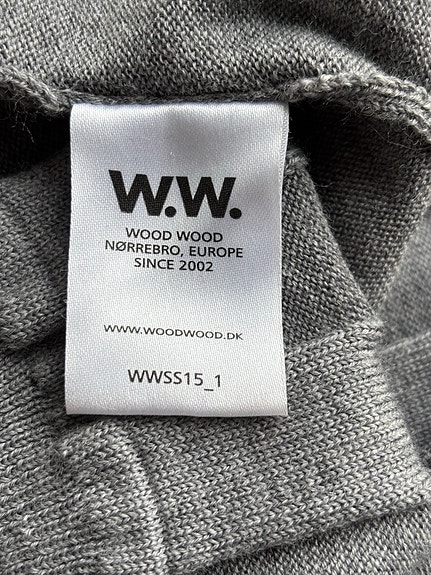 W.W.
WOOD WOOD
NØRREBRO, EUROPE
SINCE 2002
WWW.WOODWOOD.DK
WWSS15_1